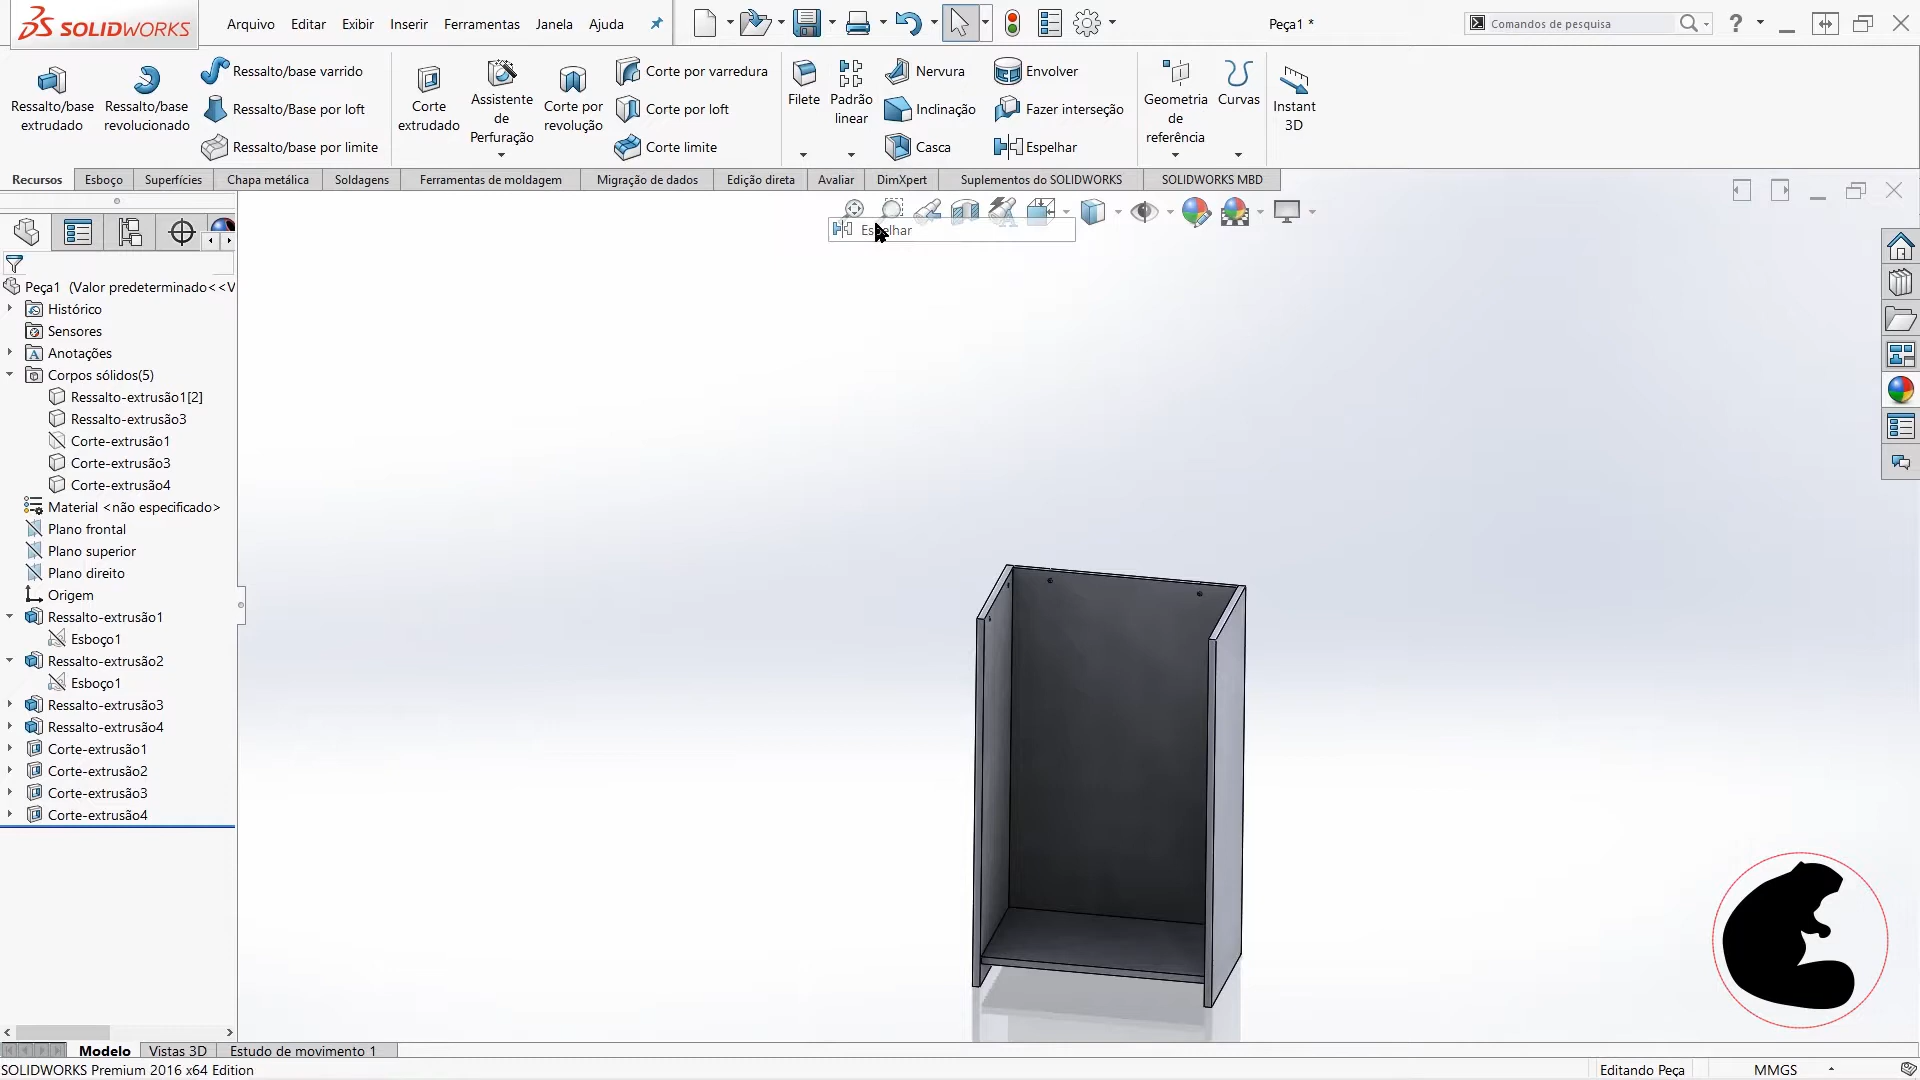 SOLIDWORKS
Arquivo Editar Exibir Inserir Ferramentas Janela Ajuda
Peça1 *
Comandos de pesquisa
?
Ressalto/base extrudado
Ressalto/base revolucionado
Ressalto/base varrido
Ressalto/Base por loft
Ressalto/base por limite
Corte extrudado
Assistente de Perfuração
Corte por revolução
Corte por varredura
Corte por loft
Corte limite
Filete
Padrão linear
Nervura
Inclinação
Casca
Envolver
Fazer interseção
Espelhar
Geometria de referência
Curvas
Instant 3D
Recursos Esboço Superfícies Chapa metálica Soldagens Ferramentas de moldagem Migração de dados Edição direta Avaliar DimXpert Suplementos do SOLIDWORKS SOLIDWORKS MBD
Espelhar
Peça1 (Valor predeterminado<<V
Histórico
Sensores
Anotações
Corpos sólidos(5)
Ressalto-extrusão1[2]
Ressalto-extrusão3
Corte-extrusão1
Corte-extrusão3
Corte-extrusão4
Material <não especificado>
Plano frontal
Plano superior
Plano direito
Origem
Ressalto-extrusão1
Esboço1
Ressalto-extrusão2
Esboço1
Ressalto-extrusão3
Ressalto-extrusão4
Corte-extrusão1
Corte-extrusão2
Corte-extrusão3
Corte-extrusão4
Modelo Vistas 3D Estudo de movimento 1
SOLIDWORKS Premium 2016 x64 Edition
Editando Peça
MMGS